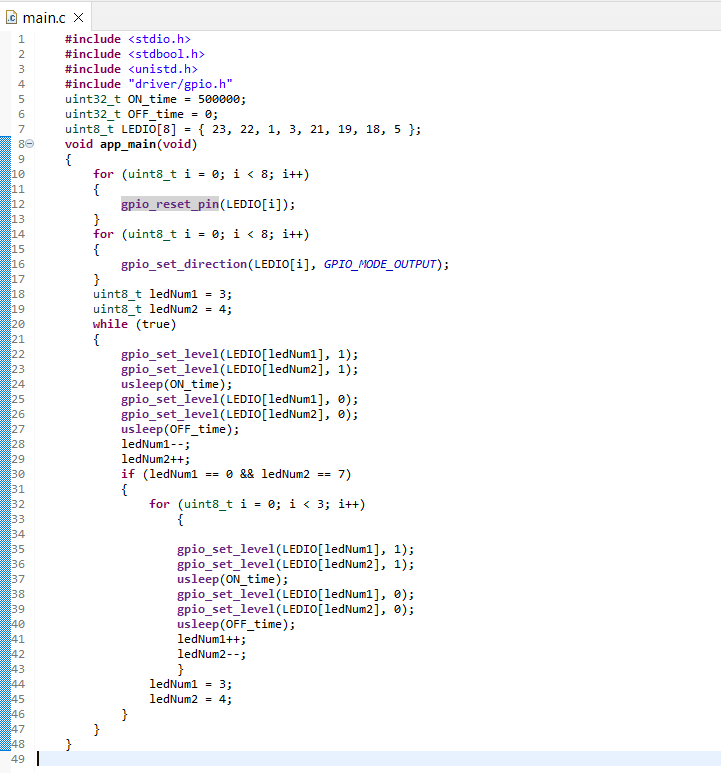 main.c
1 #include <stdio.h>
2 #include <stdbool.h>
3 #include <unistd.h>
4 #include "driver/gpio.h"
5 uint32_t ON_time = 500000;
6 uint32_t OFF_time = 0;
7 uint8_t LEDIO[8] = { 23, 22, 1, 3, 21, 19, 18, 5 };
8 void app_main(void)
9 {
10 for (uint8_t i = 0; i < 8; i++)
11 {
12 gpio_reset_pin(LEDIO[i]);
13 }
14 for (uint8_t i = 0; i < 8; i++)
15 {
16 gpio_set_direction(LEDIO[i], GPIO_MODE_OUTPUT);
17 }
18 uint8_t ledNum1 = 3;
19 uint8_t ledNum2 = 4;
20 while (true)
21 {
22 gpio_set_level(LEDIO[ledNum1], 1);
23 gpio_set_level(LEDIO[ledNum2], 1);
24 usleep(ON_time);
25 gpio_set_level(LEDIO[ledNum1], 0);
26 gpio_set_level(LEDIO[ledNum2], 0);
27 usleep(OFF_time);
28 ledNum1--;
29 ledNum2++;
30 if (ledNum1 == 0 && ledNum2 == 7)
31 {
32 for (uint8_t i = 0; i < 3; i++)
33 {
34
35 gpio_set_level(LEDIO[ledNum1], 1);
36 gpio_set_level(LEDIO[ledNum2], 1);
37 usleep(ON_time);
38 gpio_set_level(LEDIO[ledNum1], 0);
39 gpio_set_level(LEDIO[ledNum2], 0);
40 usleep(OFF_time);
41 ledNum1++;
42 ledNum2--;
43 }
44 ledNum1 = 3;
45 ledNum2 = 4;
46 }
47 }
48 }
49